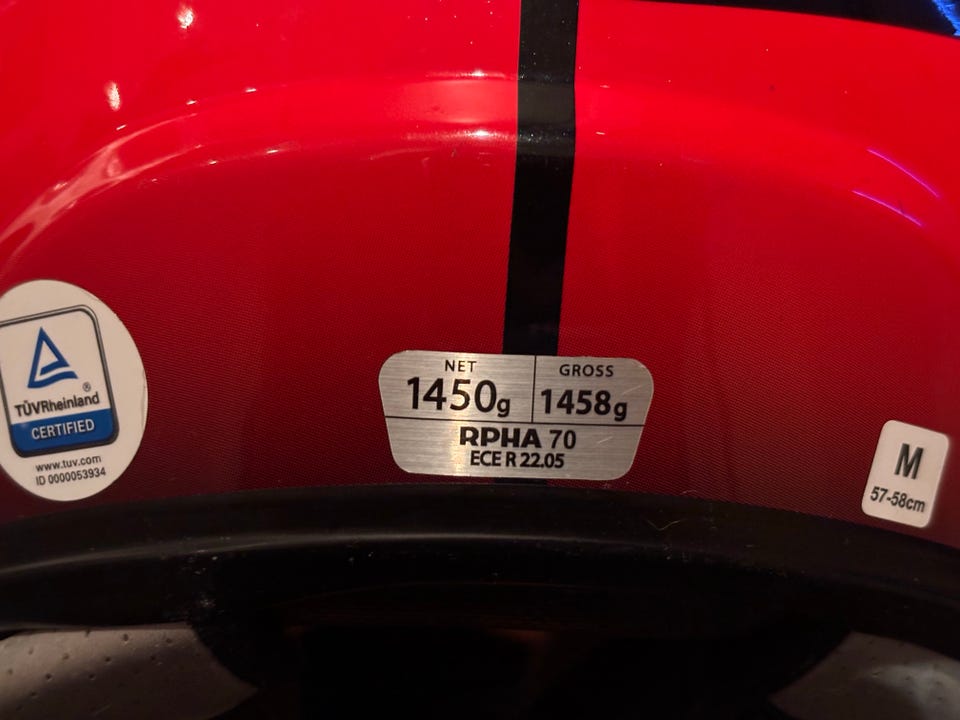 ®
TÜVRheinland
CERTIFIED
www.tuv.com
ID 0000053934
NET
1450g
GROSS
1458g
RPHA 70
ECE R 22.05
M
57-58cm